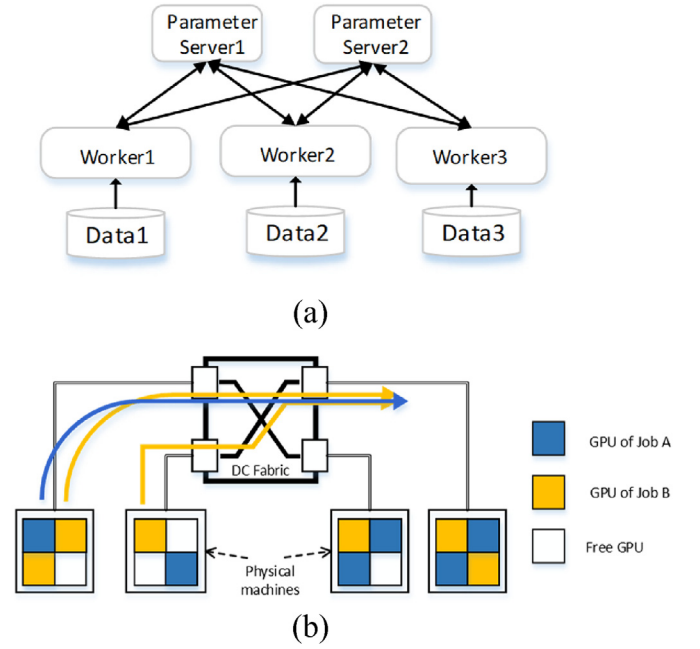 Parameter
Server1
Parameter
Server2
Worker1
Worker2
Worker3
Data1
Data2
Data3
(a)
DC Fabric
GPU of Job A
GPU of Job B
Free GPU
Physical
machines
(b)